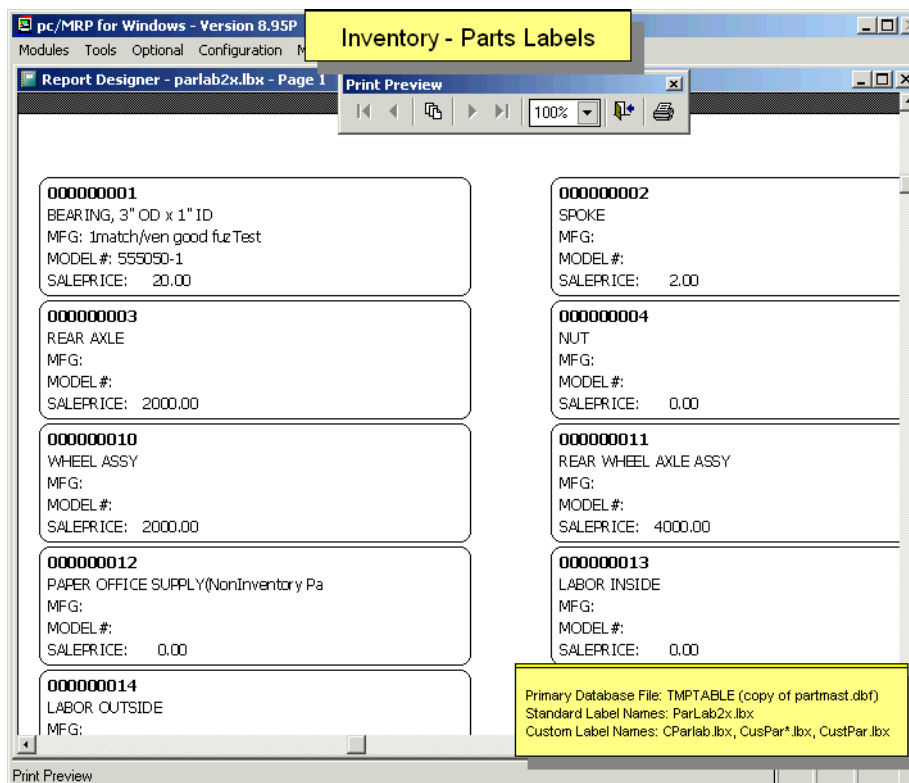 pc/MRP for Windows - Version 8.95P
Inventory - Parts Labels
Modules Tools Optional Configuration M
Report Designer - parlab2x.lbx - Page 1
Print Preview
100%
000000001
BEARING, 3" OD x 1" ID
MFG: 1match/ven good fuzTest
MODEL#: 555050-1
SALEPRICE: 20.00
000000002
SPOKE
MFG:
MODEL#:
SALEPRICE: 2.00
000000003
REAR AXLE
MFG:
MODEL#:
SALEPRICE: 2000.00
000000004
NUT
MFG:
MODEL#:
SALEPRICE: 0.00
000000010
WHEEL ASSY
MFG:
MODEL#:
SALEPRICE: 2000.00
000000011
REAR WHEEL AXLE ASSY
MFG:
MODEL#:
SALEPRICE: 4000.00
000000012
PAPER OFFICE SUPPLY(NonInventory Pa
MFG:
MODEL#:
SALEPRICE: 0.00
000000013
LABOR INSIDE
MFG:
MODEL#:
SALEPRICE: 0.00
000000014
LABOR OUTSIDE
MFG:
Primary Database File: TMPTABLE (copy of partmast.dbf)
Standard Label Names: ParLab2x.lbx
Custom Label Names: CParlab.lbx, CusPar*.lbx, CustPar.lbx
Print Preview